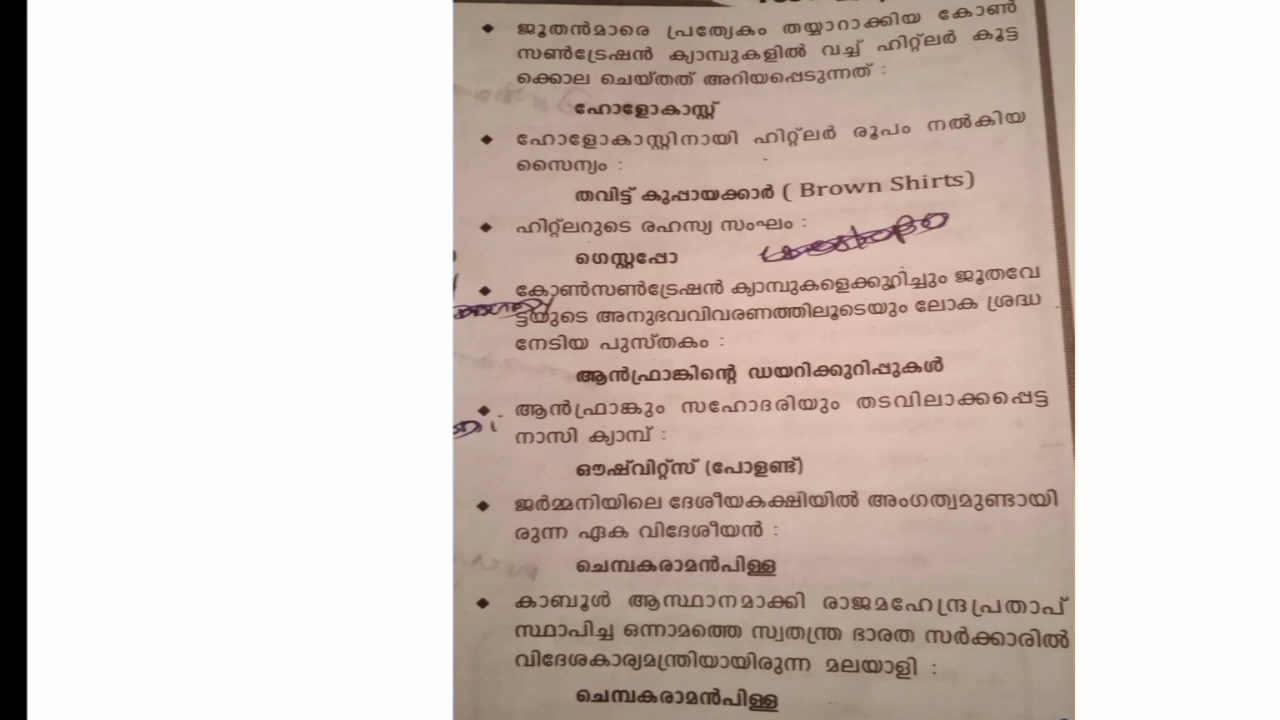 ◆ ജൂതൻമാരെ പ്രത്യേകം തയ്യാറാക്കിയ കോൺ
സൺട്രേഷൻ ക്യാമ്പുകളിൽ വച്ച് ഹിറ്റ്ലർ കൂട്ട
ക്കൊല ചെയ്തത് അറിയപ്പെടുന്നത് :
ഹോളോകാസ്റ്റ്
◆ ഹോളോകാസ്റ്റിനായി ഹിറ്റ്ലർ രൂപം നൽകിയ
സൈന്യം :
തവിട്ട് കുപ്പായക്കാർ ( Brown Shirts)
◆ ഹിറ്റ്ലറുടെ രഹസ്യ സംഘം :
ഗെസ്റ്റപ്പോ
◆ കോൺസൺട്രേഷൻ ക്യാമ്പുകളെക്കുറിച്ചും ജൂതവേ
ട്ടയുടെ അനുഭവവിവരണത്തിലൂടെയും ലോക ശ്രദ്ധ
നേടിയ പുസ്തകം :
ആൻഫ്രാങ്കിന്റെ ഡയറിക്കുറിപ്പുകൾ
◆ ആൻഫ്രാങ്കും സഹോദരിയും തടവിലാക്കപ്പെട്ട
നാസി ക്യാമ്പ് :
ഔഷ്‌വിറ്റ്സ് (പോളണ്ട്)
◆ ജർമ്മനിയിലെ ദേശീയകക്ഷിയിൽ അംഗത്വമുണ്ടായി
രുന്ന ഏക വിദേശീയൻ :
ചെമ്പകരാമൻപിള്ള
◆ കാബൂൾ ആസ്ഥാനമാക്കി രാജമഹേന്ദ്രപ്രതാപ്
സ്ഥാപിച്ച ഒന്നാമത്തെ സ്വതന്ത്ര ഭാരത സർക്കാരിൽ
വിദേശകാര്യമന്ത്രിയായിരുന്ന മലയാളി :
ചെമ്പകരാമൻപിള്ള